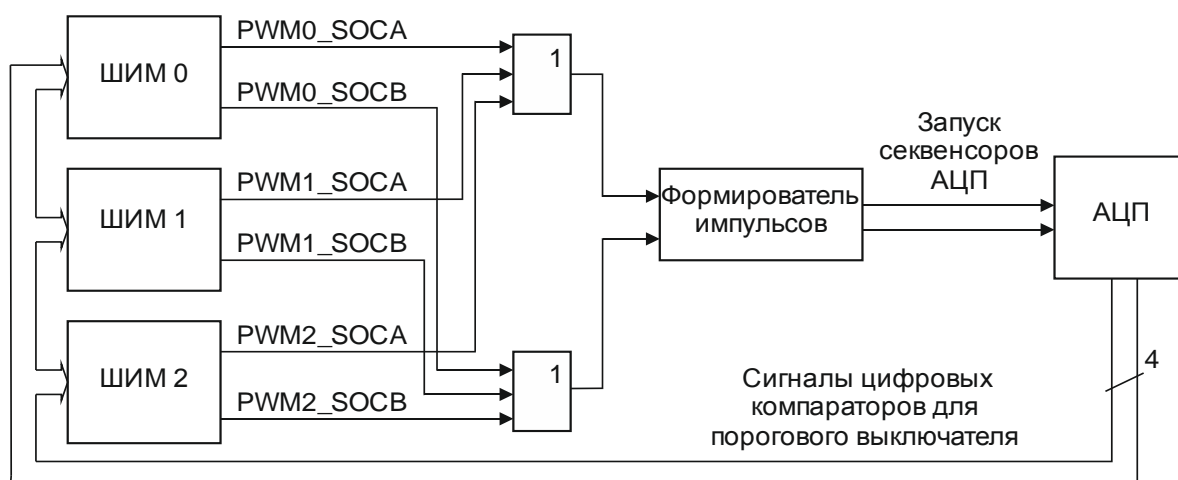 ШИМ 0
PWM0_SOCA
PWM0_SOCB
1
ШИМ 1
PWM1_SOCA
PWM1_SOCB
Формирователь
импульсов
Запуск
секвенсоров
АЦП
АЦП
ШИМ 2
PWM2_SOCA
PWM2_SOCB
1
Сигналы цифровых
компараторов для
порогового выключателя
4